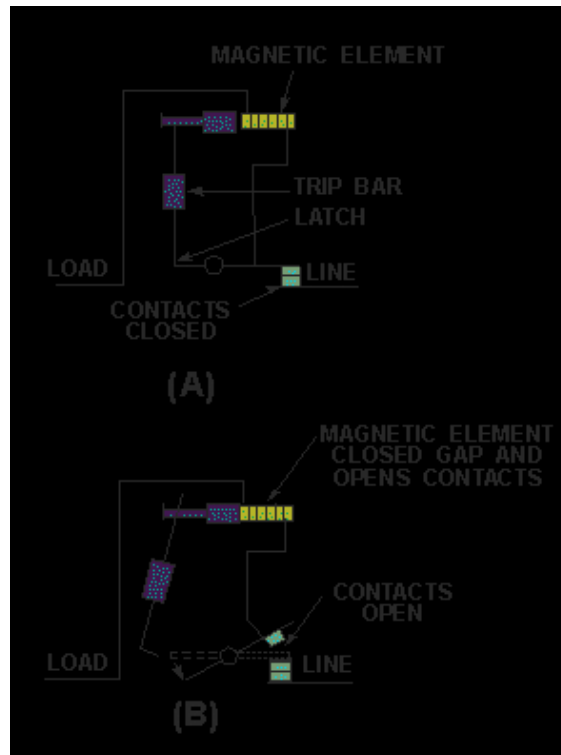 MAGNETIC ELEMENT
TRIP BAR
LATCH
LOAD
LINE
CONTACTS
CLOSED
(A)
MAGNETIC ELEMENT
CLOSED GAP AND
OPENS CONTACTS
CONTACTS
OPEN
LOAD
LINE
(B)